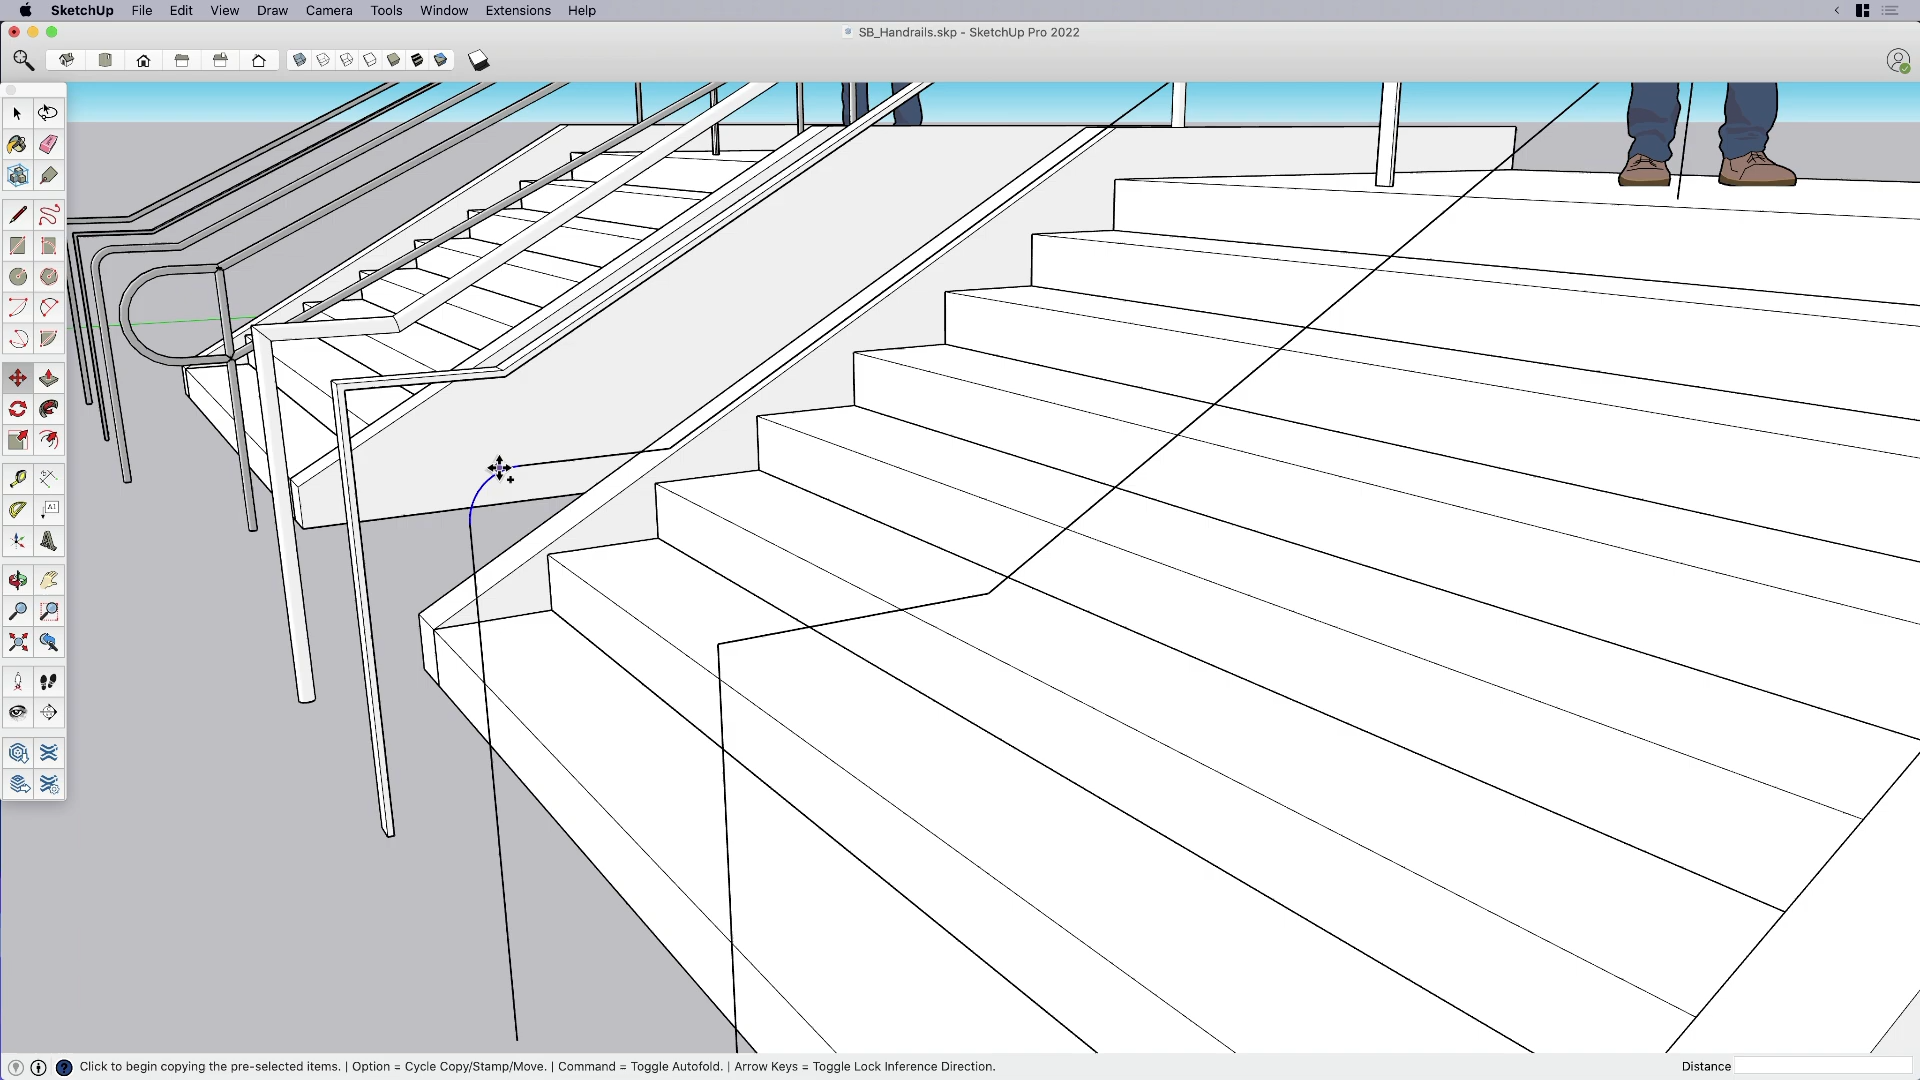 SketchUp File Edit View Draw Camera Tools Window Extensions Help
SB_Handrails.skp - SketchUp Pro 2022
A1
Click to begin copying the pre-selected items. | Option = Cycle Copy/Stamp/Move. | Command = Toggle Autofold. | Arrow Keys = Toggle Lock Inference Direction.
Distance